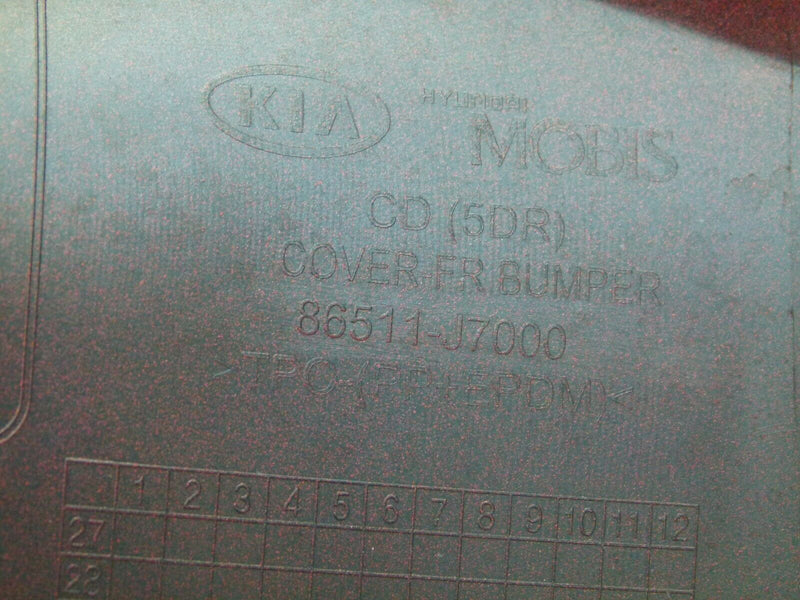 KIA
HYUNDAI
MOBIS
CD (5DR)
COVER-FR.BUMPER
86511-J7000
>TPO-(PP+EPDM)<
1 2 3 4 5 6 7 8 9 10 11 12
27
28